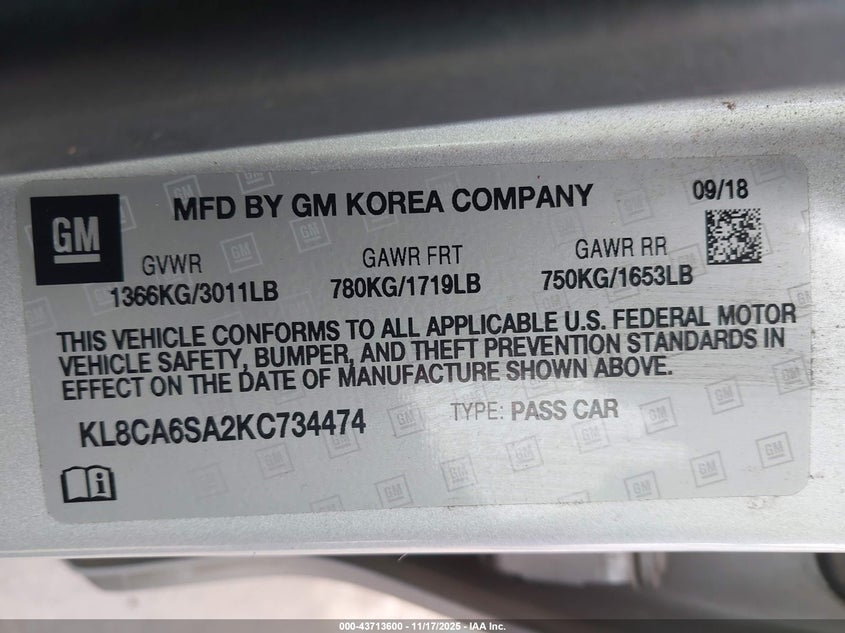 GM
MFD BY GM KOREA COMPANY
09/18
GVWR
GAWR FRT
GAWR RR
1366KG/3011LB
780KG/1719LB
750KG/1653LB
THIS VEHICLE CONFORMS TO ALL APPLICABLE U.S. FEDERAL MOTOR
VEHICLE SAFETY, BUMPER, AND THEFT PREVENTION STANDARDS IN
EFFECT ON THE DATE OF MANUFACTURE SHOWN ABOVE.
KL8CA6SA2KC734474
TYPE: PASS CAR
000-43713600 — 11/17/2025 — IAA Inc.